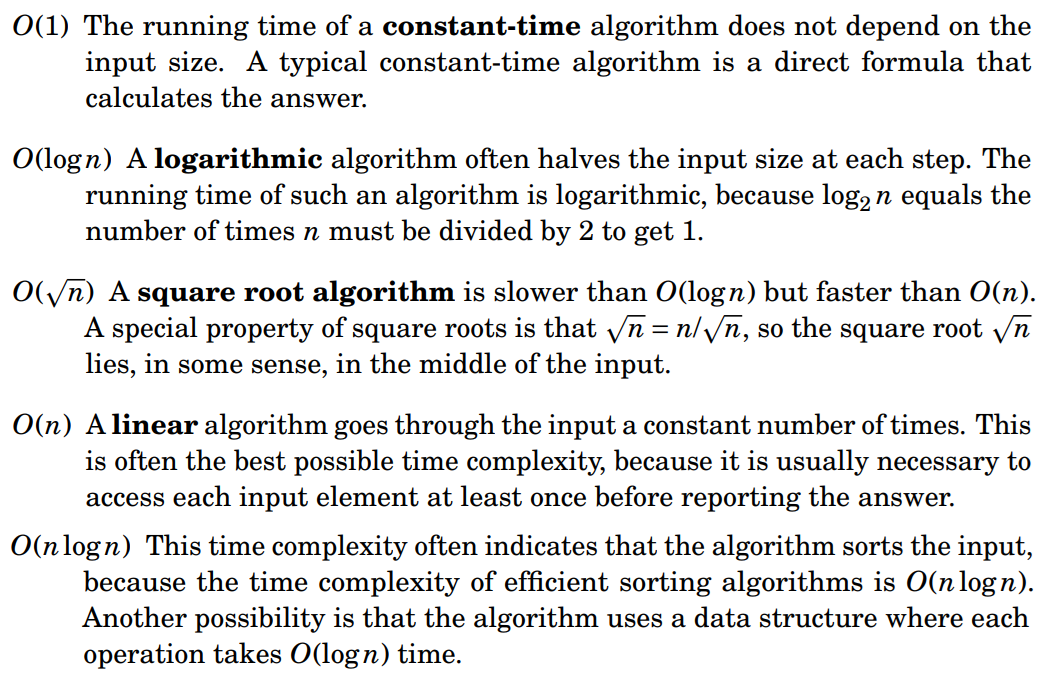 O(1) The running time of a constant-time algorithm does not depend on the
input size. A typical constant-time algorithm is a direct formula that
calculates the answer.
O(log n) A logarithmic algorithm often halves the input size at each step. The
running time of such an algorithm is logarithmic, because log₂ n equals the
number of times n must be divided by 2 to get 1.
O(√n) A square root algorithm is slower than O(log n) but faster than O(n).
A special property of square roots is that √n = n/√n, so the square root √n
lies, in some sense, in the middle of the input.
O(n) A linear algorithm goes through the input a constant number of times. This
is often the best possible time complexity, because it is usually necessary to
access each input element at least once before reporting the answer.
O(n log n) This time complexity often indicates that the algorithm sorts the input,
because the time complexity of efficient sorting algorithms is O(n log n).
Another possibility is that the algorithm uses a data structure where each
operation takes O(log n) time.